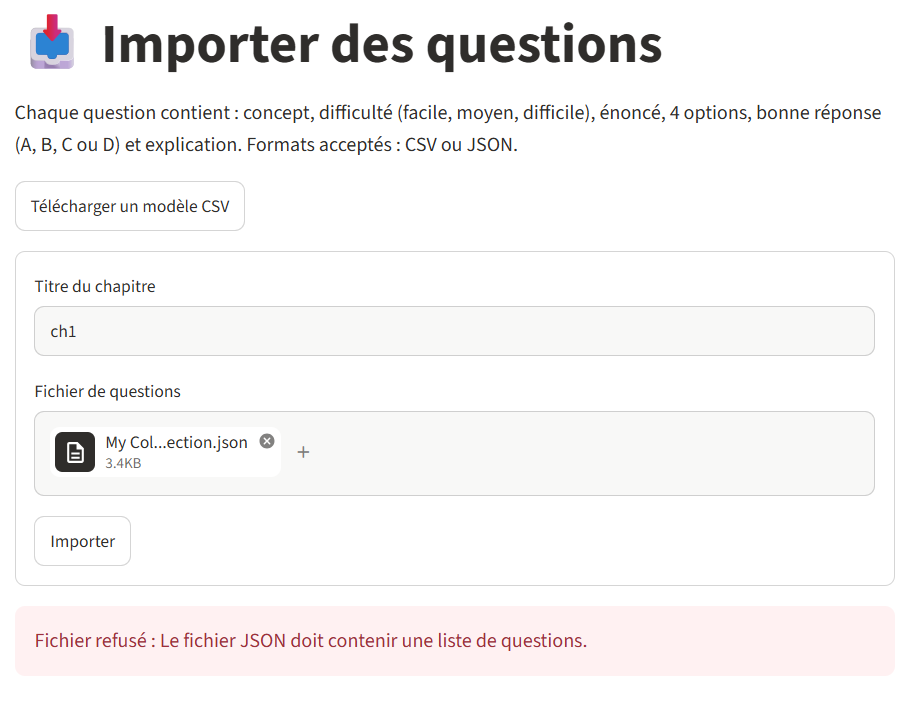 Importer des questions
Chaque question contient : concept, difficulté (facile, moyen, difficile), énoncé, 4 options, bonne réponse
(A, B, C ou D) et explication. Formats acceptés : CSV ou JSON.
Télécharger un modèle CSV
Titre du chapitre
ch1
Fichier de questions
My Col...ection.json
3.4KB
Importer
Fichier refusé : Le fichier JSON doit contenir une liste de questions.